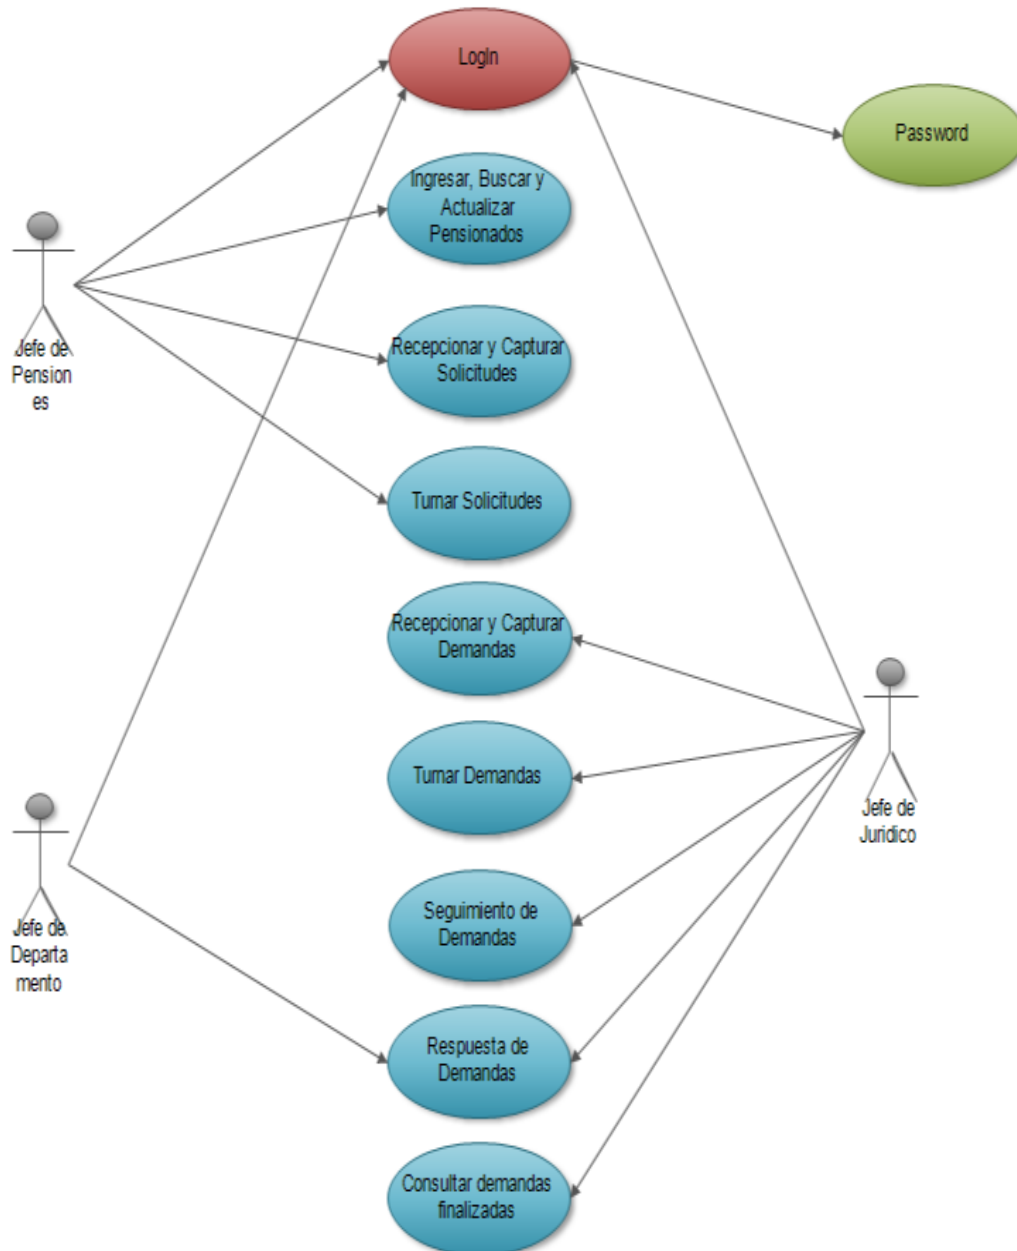 LogIn
Password
Ingresar, Buscar y
Actualizar
Pensionados
Jefe de
Pension
es
Recepcionar y Capturar
Solicitudes
Turnar Solicitudes
Recepcionar y Capturar
Demandas
Turnar Demandas
Jefe de
Juridico
Jefe de
Departa
mento
Seguimiento de
Demandas
Respuesta de
Demandas
Consultar demandas
finalizadas